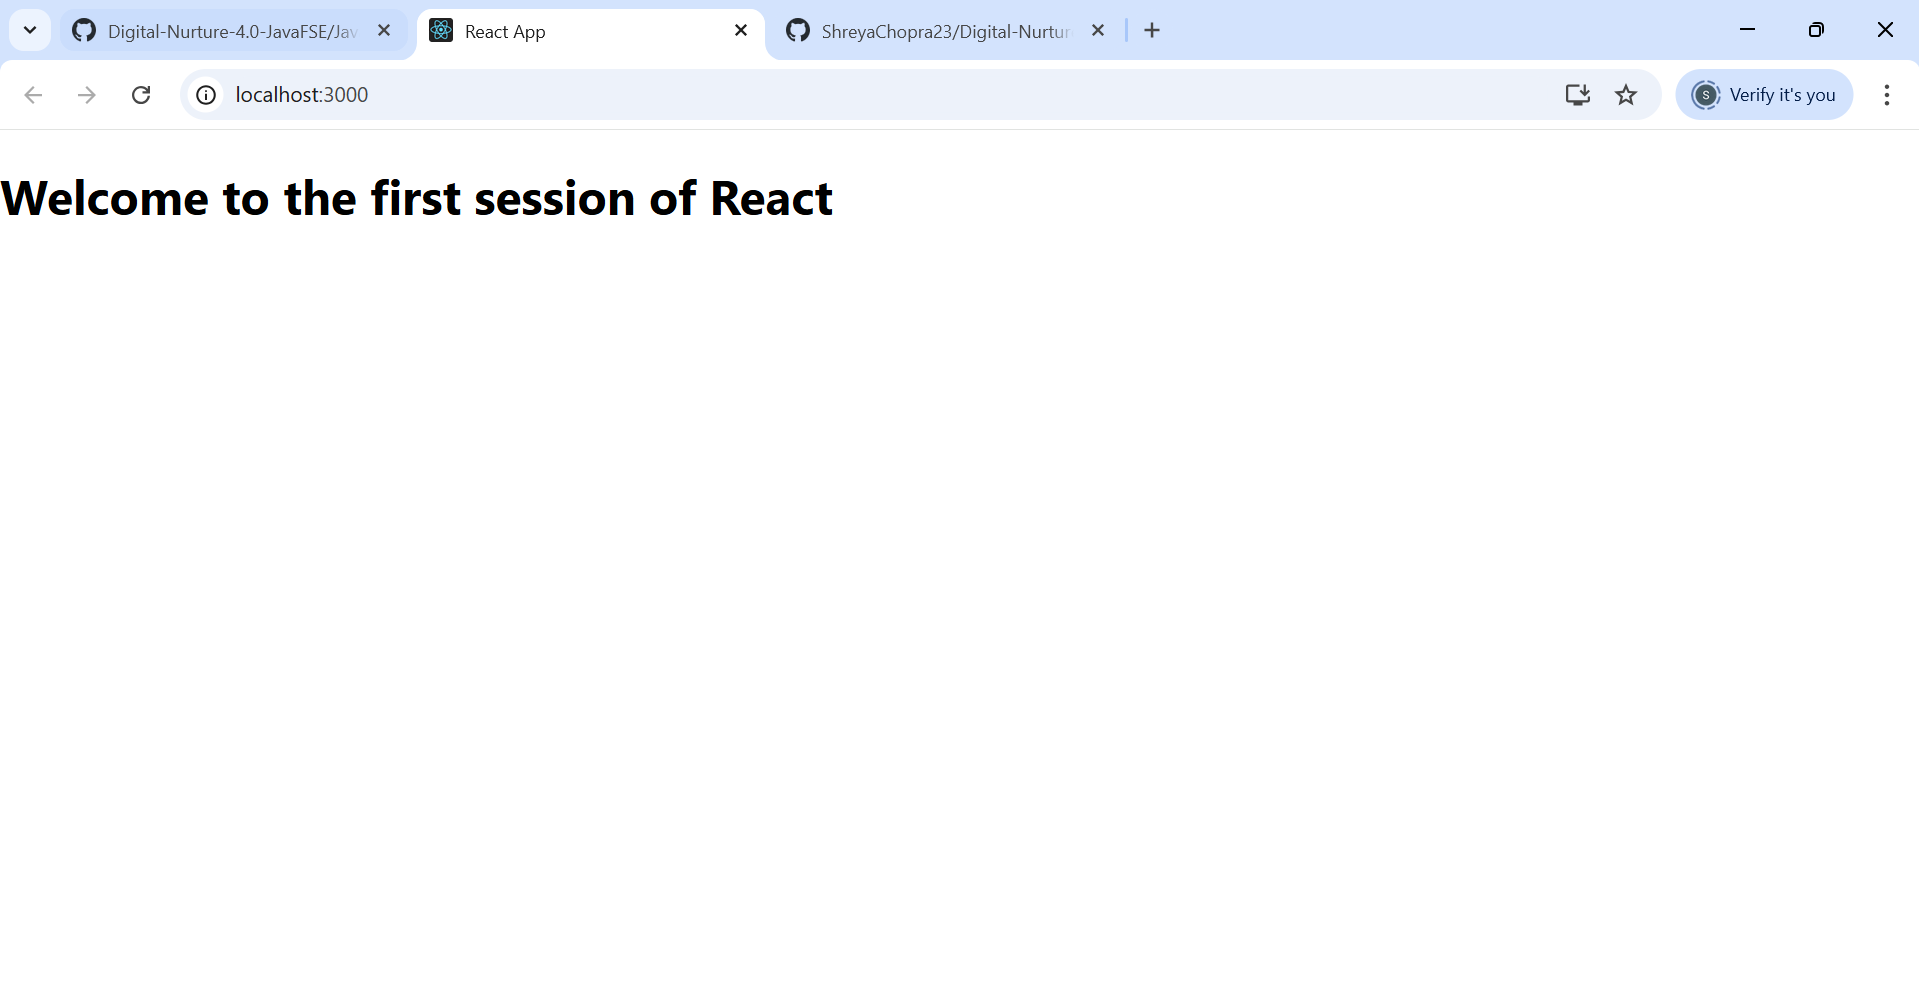 Digital-Nurture-4.0-JavaFSE/Jav
React App
ShreyaChopra23/Digital-Nurtur
localhost:3000
S
Verify it's you
Welcome to the first session of React